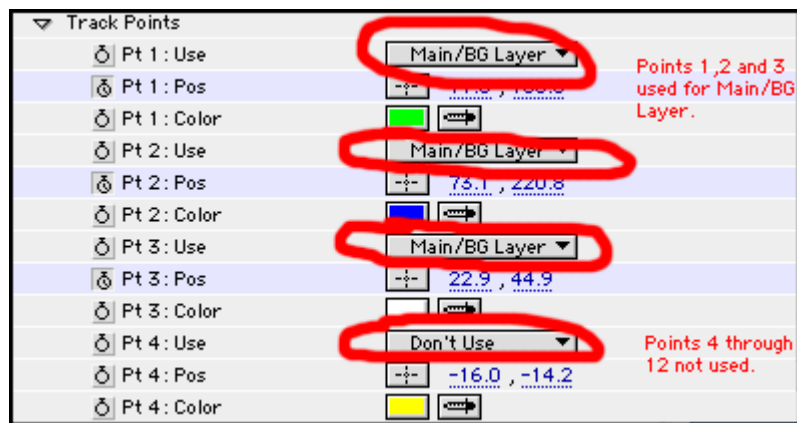 Track Points
Pt 1 : Use Main/BG Layer
Points 1 ,2 and 3
used for Main/BG
Layer.
Pt 1 : Pos
Pt 1 : Color
Pt 2 : Use Main/BG Layer
Pt 2 : Pos 73.1 , 220.8
Pt 2 : Color
Pt 3 : Use Main/BG Layer
Pt 3 : Pos 22.9 , 44.9
Pt 3 : Color
Pt 4 : Use Don't Use
Points 4 through
12 not used.
Pt 4 : Pos -16.0 , -14.2
Pt 4 : Color